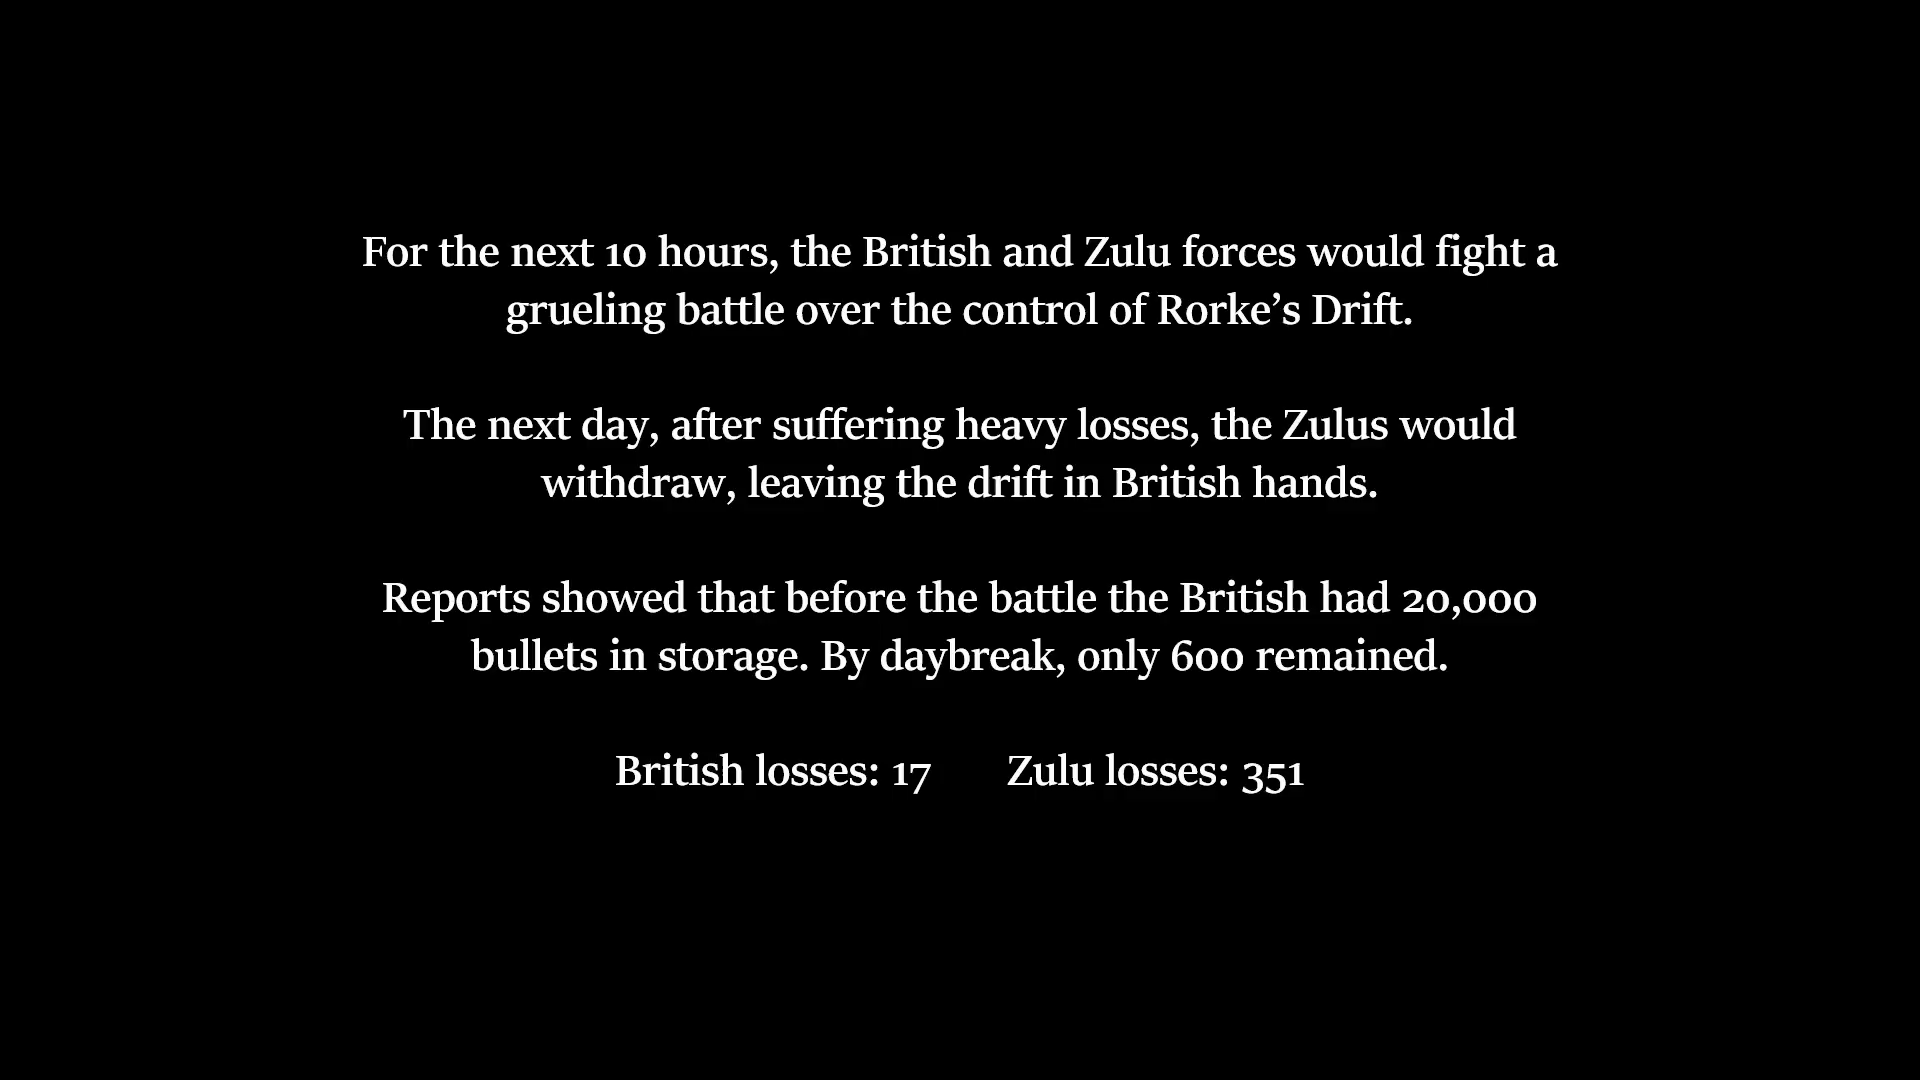 For the next 10 hours, the British and Zulu forces would fight a
grueling battle over the control of Rorke’s Drift.
The next day, after suffering heavy losses, the Zulus would
withdraw, leaving the drift in British hands.
Reports showed that before the battle the British had 20,000
bullets in storage. By daybreak, only 600 remained.
British losses: 17 Zulu losses: 351